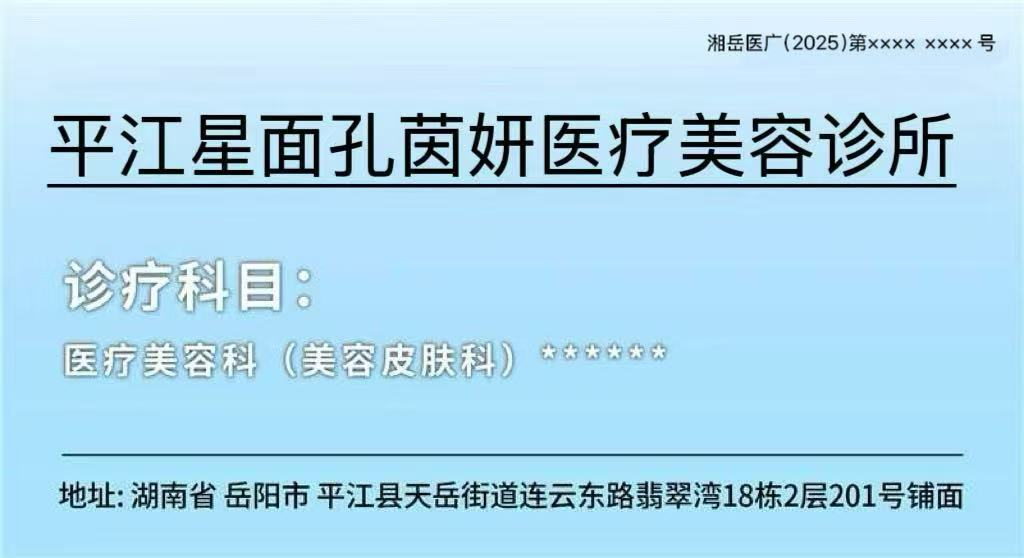 湘岳医广(2025)第×××× ××××号
平江星面孔茵妍医疗美容诊所
诊疗科目：
医疗美容科（美容皮肤科）******
地址: 湖南省 岳阳市 平江县天岳街道连云东路翡翠湾18栋2层201号铺面